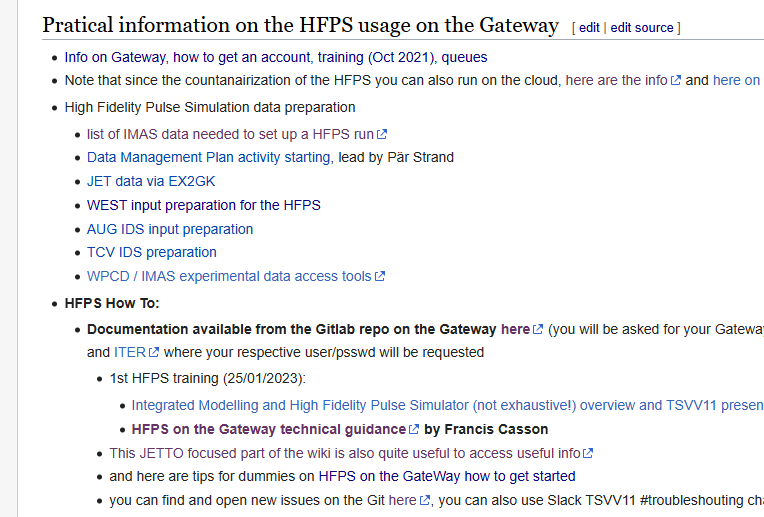 Pratical information on the HFPS usage on the Gateway [ edit | edit source ]
Info on Gateway, how to get an account, training (Oct 2021), queues
Note that since the countanairization of the HFPS you can also run on the cloud, here are the info and here on
High Fidelity Pulse Simulation data preparation
list of IMAS data needed to set up a HFPS run
Data Management Plan activity starting, lead by Pär Strand
JET data via EX2GK
WEST input preparation for the HFPS
AUG IDS input preparation
TCV IDS preparation
WPCD / IMAS experimental data access tools
HFPS How To:
Documentation available from the Gitlab repo on the Gateway here (you will be asked for your Gateway
and ITER where your respective user/psswd will be requested
1st HFPS training (25/01/2023):
Integrated Modelling and High Fidelity Pulse Simulator (not exhaustive!) overview and TSVV11 presen
HFPS on the Gateway technical guidance by Francis Casson
This JETTO focused part of the wiki is also quite useful to access useful info
and here are tips for dummies on HFPS on the GateWay how to get started
you can find and open new issues on the Git here, you can also use Slack TSVV11 #troubleshouting cha